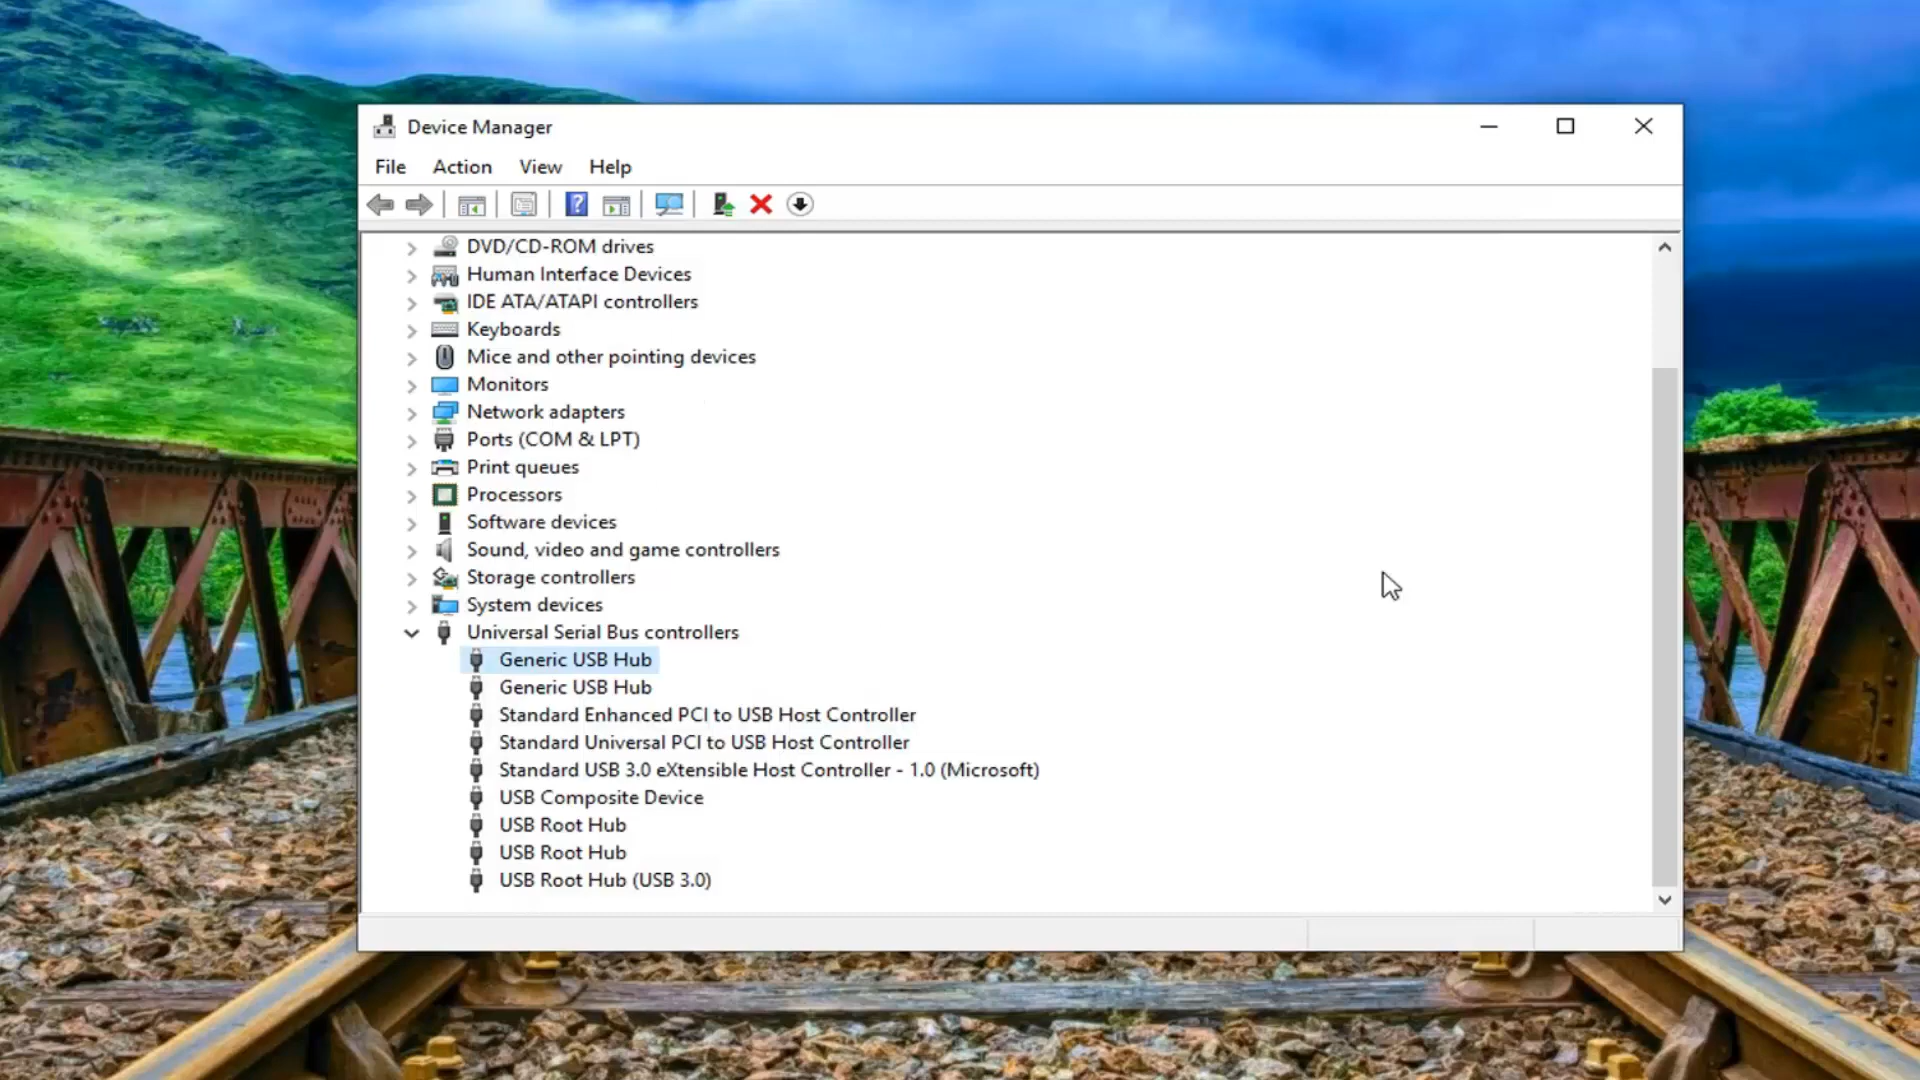 Device Manager
File Action View Help
DVD/CD-ROM drives
Human Interface Devices
IDE ATA/ATAPI controllers
Keyboards
Mice and other pointing devices
Monitors
Network adapters
Ports (COM & LPT)
Print queues
Processors
Software devices
Sound, video and game controllers
Storage controllers
System devices
Universal Serial Bus controllers
Generic USB Hub
Generic USB Hub
Standard Enhanced PCI to USB Host Controller
Standard Universal PCI to USB Host Controller
Standard USB 3.0 eXtensible Host Controller - 1.0 (Microsoft)
USB Composite Device
USB Root Hub
USB Root Hub
USB Root Hub (USB 3.0)